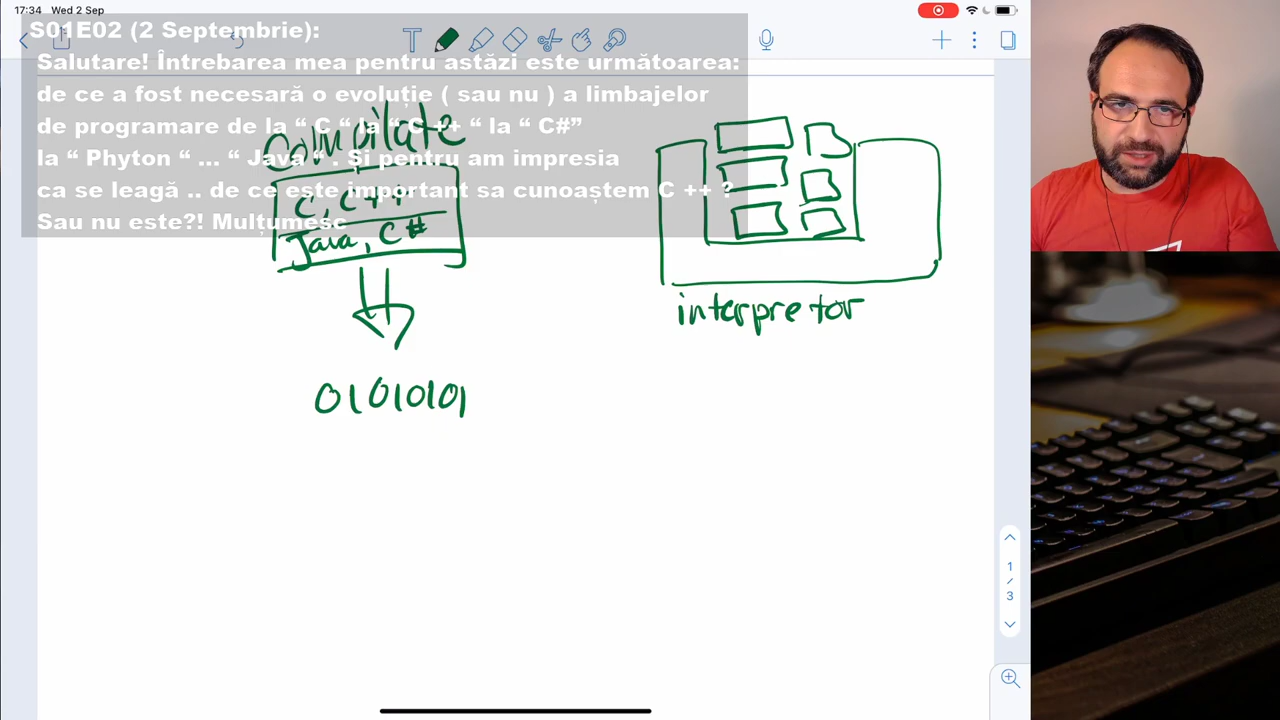 17:34 Wed 2 Sep
S01E02 (2 Septembrie):
Salutare! Întrebarea mea pentru astăzi este următoarea:
de ce a fost necesară o evoluție ( sau nu ) a limbajelor
de programare de la “ C “ la “ C ++ “ la “ C#”
la “ Phyton “ ... “ Java “ . Și pentru am impresia
ca se leagă .. de ce este important sa cunoaștem C ++ ?
Sau nu este?! Mulțumesc
T
Compilate
C, C++
Java, C#
01010101
interpretor
1
/
3